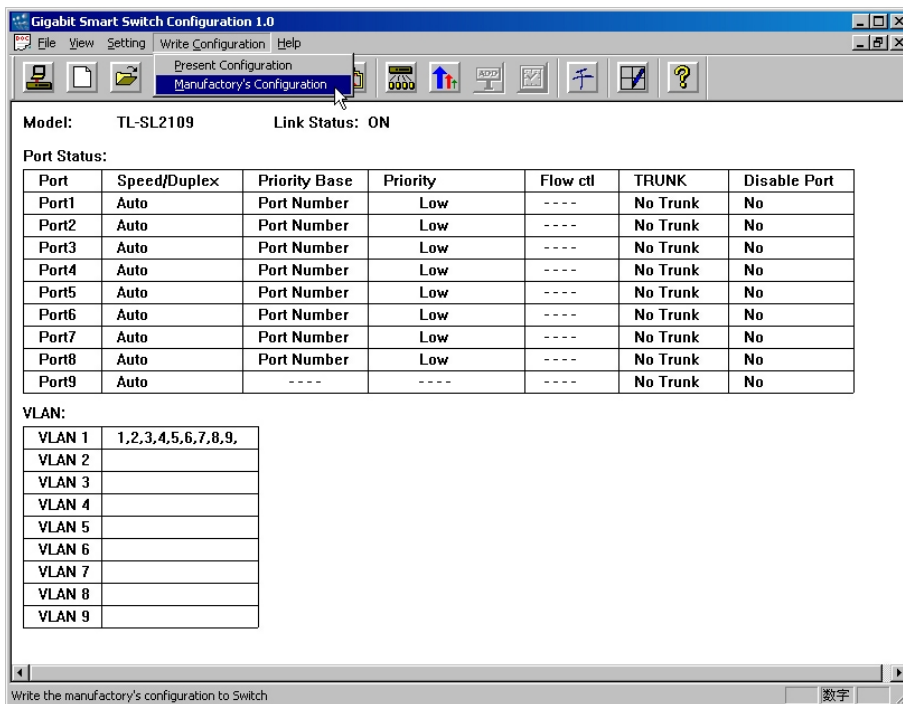 Gigabit Smart Switch Configuration 1.0
File View Setting Write Configuration Help
Present Configuration
Manufactory's Configuration
ADD
千
?
Model: TL-SL2109 Link Status: ON
Port Status:
Port Speed/Duplex Priority Base Priority Flow ctl TRUNK Disable Port
Port1 Auto Port Number Low ---- No Trunk No
Port2 Auto Port Number Low ---- No Trunk No
Port3 Auto Port Number Low ---- No Trunk No
Port4 Auto Port Number Low ---- No Trunk No
Port5 Auto Port Number Low ---- No Trunk No
Port6 Auto Port Number Low ---- No Trunk No
Port7 Auto Port Number Low ---- No Trunk No
Port8 Auto Port Number Low ---- No Trunk No
Port9 Auto ---- ---- ---- No Trunk No
VLAN:
VLAN 1 1,2,3,4,5,6,7,8,9,
VLAN 2
VLAN 3
VLAN 4
VLAN 5
VLAN 6
VLAN 7
VLAN 8
VLAN 9
Write the manufactory's configuration to Switch 数字